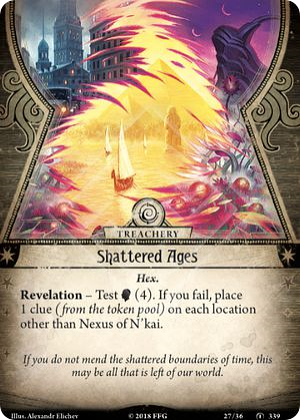 TREACHERY
Shattered Ages
Hex.
Revelation – Test (4). If you fail, place
1 clue (from the token pool) on each location
other than Nexus of N'kai.
If you do not mend the shattered boundaries of time, this
may be all that is left of our world.
Illus. Alexandr Elichev © 2018 FFG 27/36 339